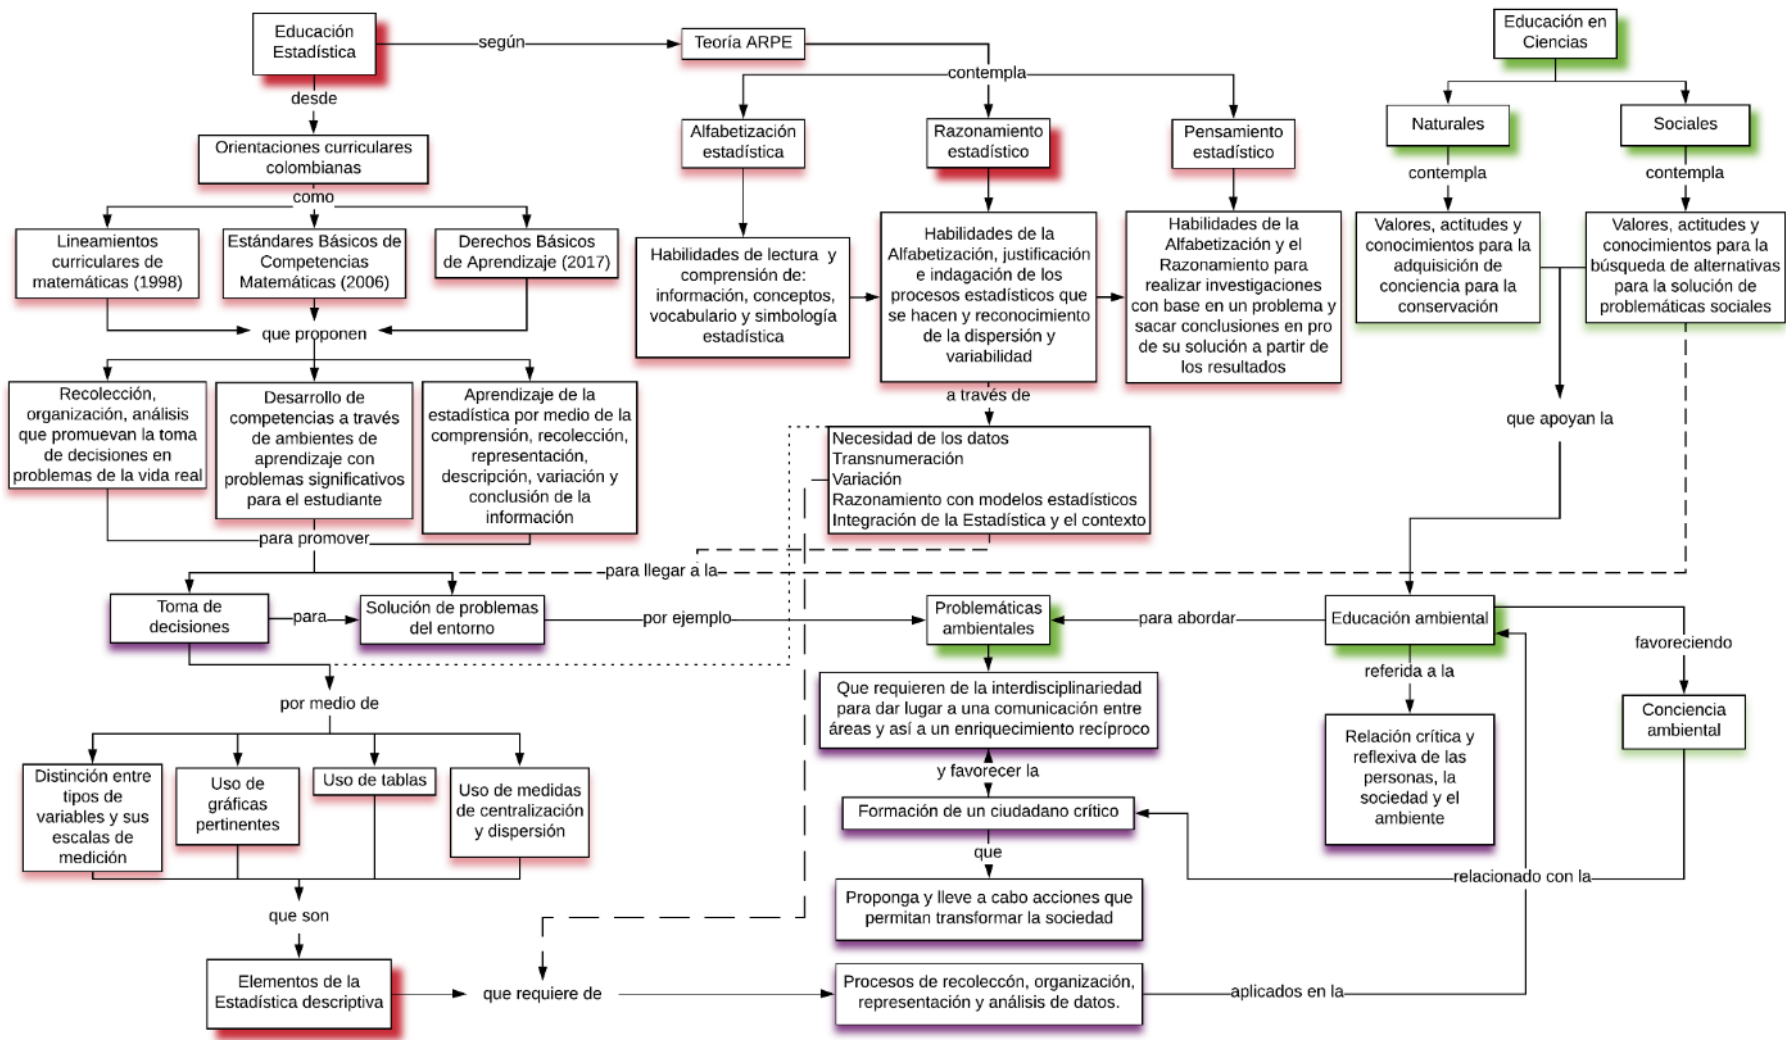 Educación
Estadística
según
Teoría ARPE
Educación en
Ciencias
contempla
desde
Orientaciones curriculares
colombianas
como
Lineamientos
curriculares de
matemáticas (1998)
Estándares Básicos de
Competencias
Matemáticas (2006)
Derechos Básicos
de Aprendizaje (2017)
que proponen
Recolección,
organización, análisis
que promuevan la toma
de decisiones en
problemas de la vida real
Desarrollo de
competencias a través
de ambientes de
aprendizaje con
problemas significativos
para el estudiante
Aprendizaje de la
estadística por medio de la
comprensión, recolección,
representación,
descripción, variación y
conclusión de la
información
para promover
Alfabetización
estadística
Razonamiento
estadístico
Pensamiento
estadístico
Habilidades de lectura y
comprensión de:
información, conceptos,
vocabulario y simbología
estadística
Habilidades de la
Alfabetización, justificación
e indagación de los
procesos estadísticos que
se hacen y reconocimiento
de la dispersión y
variabilidad
Habilidades de la
Alfabetización y el
Razonamiento para
realizar investigaciones
con base en un problema y
sacar conclusiones en pro
de su solución a partir de
los resultados
a través de
Necesidad de los datos
Transnumeración
Variación
Razonamiento con modelos estadísticos
Integración de la Estadística y el contexto
para llegar a la
Naturales
Sociales
contempla
contempla
Valores, actitudes y
conocimientos para la
adquisición de
conciencia para la
conservación
Valores, actitudes y
conocimientos para la
búsqueda de alternativas
para la solución de
problemáticas sociales
que apoyan la
Toma de
decisiones
para
Solución de problemas
del entorno
por ejemplo
Problemáticas
ambientales
para abordar
Educación ambiental
favoreciendo
referida a la
Conciencia
ambiental
Relación crítica y
reflexiva de las
personas, la
sociedad y el
ambiente
por medio de
Distinción entre
tipos de
variables y sus
escalas de
medición
Uso de
gráficas
pertinentes
Uso de tablas
Uso de medidas
de centralización
y dispersión
que son
Elementos de la
Estadística descriptiva
que requiere de
Que requieren de la interdisciplinariedad
para dar lugar a una comunicación entre
áreas y así a un enriquecimiento recíproco
y favorecer la
Formación de un ciudadano crítico
que
relacionado con la
Proponga y lleve a cabo acciones que
permitan transformar la sociedad
Procesos de recoleccón, organización,
representación y análisis de datos.
aplicados en la